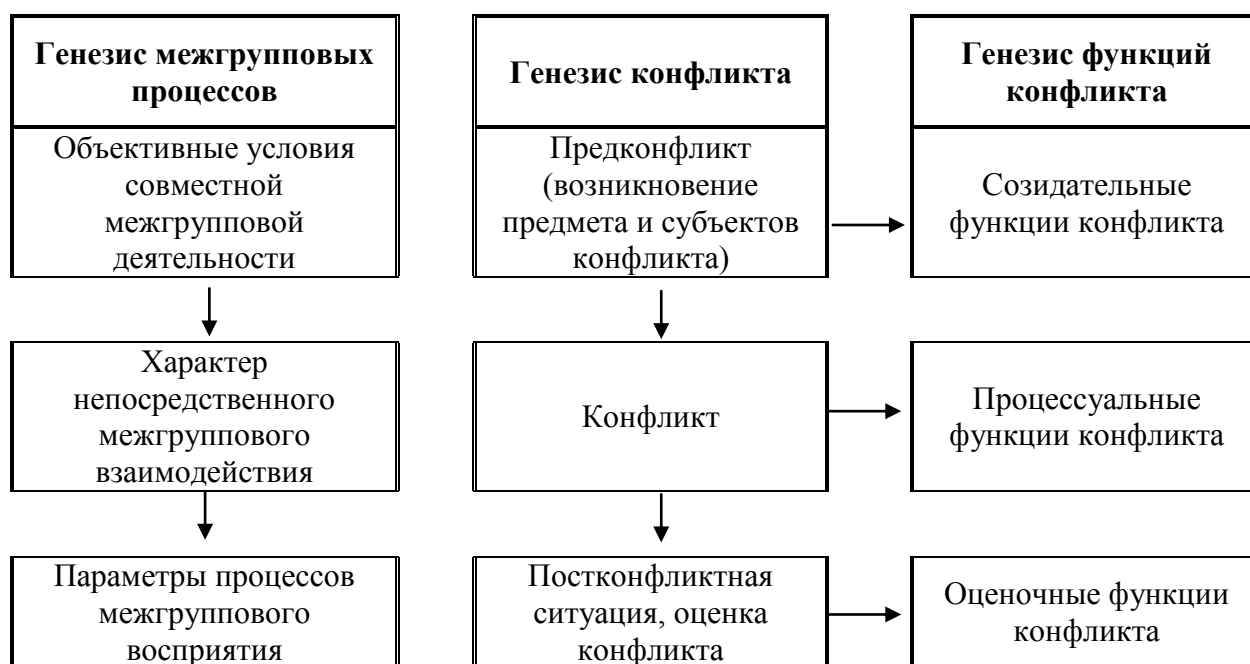 Генезис межгрупповых
процессов
Генезис конфликта
Генезис функций
конфликта
Объективные условия
совместной
межгрупповой
деятельности
Предконфликт
(возникновение
предмета и субъектов
конфликта)
Созидательные
функции конфликта
Характер
непосредственного
межгруппового
взаимодействия
Конфликт
Процессуальные
функции конфликта
Параметры процессов
межгруппового
восприятия
Постконфликтная
ситуация, оценка
конфликта
Оценочные функции
конфликта